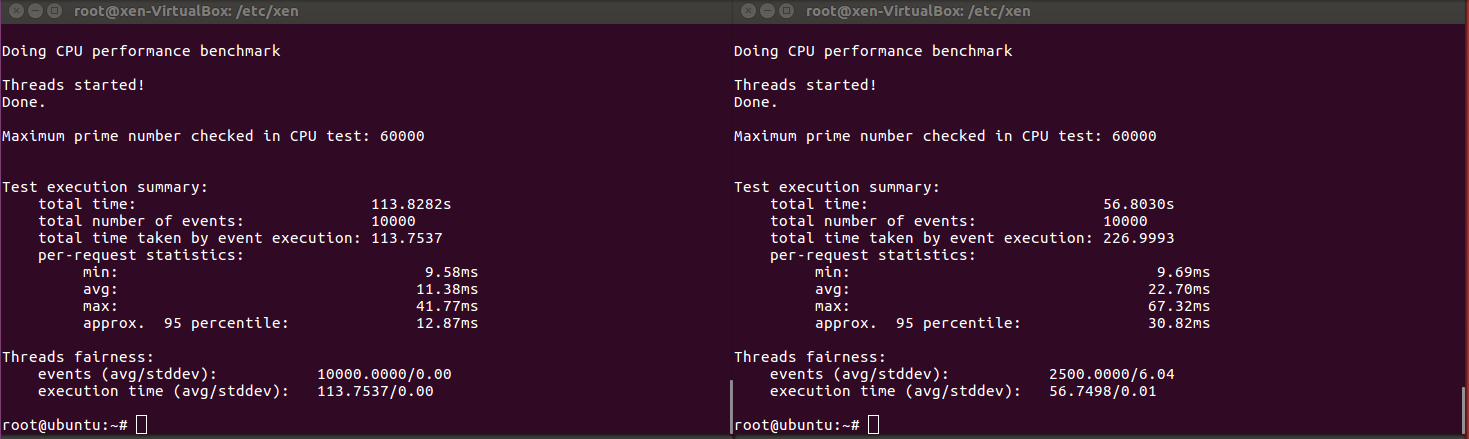 root@xen-VirtualBox: /etc/xen
Doing CPU performance benchmark
Threads started!
Done.
Maximum prime number checked in CPU test: 60000
Test execution summary:
total time: 113.8282s
total number of events: 10000
total time taken by event execution: 113.7537
per-request statistics:
min: 9.58ms
avg: 11.38ms
max: 41.77ms
approx. 95 percentile: 12.87ms
Threads fairness:
events (avg/stddev): 10000.0000/0.00
execution time (avg/stddev): 113.7537/0.00
root@ubuntu:~#
root@xen-VirtualBox: /etc/xen
Doing CPU performance benchmark
Threads started!
Done.
Maximum prime number checked in CPU test: 60000
Test execution summary:
total time: 56.8030s
total number of events: 10000
total time taken by event execution: 226.9993
per-request statistics:
min: 9.69ms
avg: 22.70ms
max: 67.32ms
approx. 95 percentile: 30.82ms
Threads fairness:
events (avg/stddev): 2500.0000/6.04
execution time (avg/stddev): 56.7498/0.01
root@ubuntu:~#